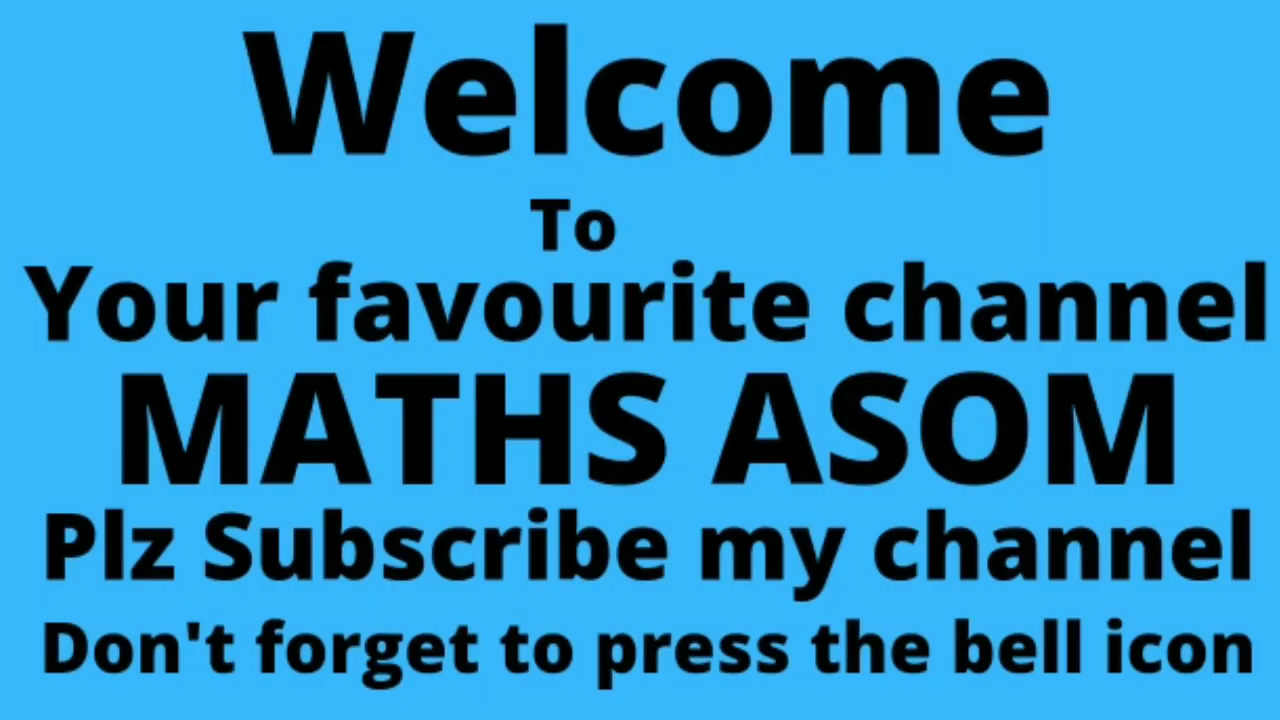 Welcome
To
Your favourite channel
MATHS ASOM
Plz Subscribe my channel
Don't forget to press the bell icon